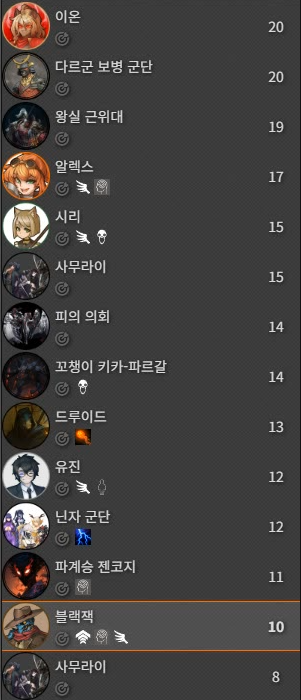 이온 20
다르군 보병 군단 20
왕실 근위대 19
알렉스 17
시리 15
사무라이 15
피의 의회 14
꼬챙이 키카-파르갈 14
드루이드 13
유진 12
닌자 군단 12
파계승 젠코지 11
블랙잭 10
사무라이 8